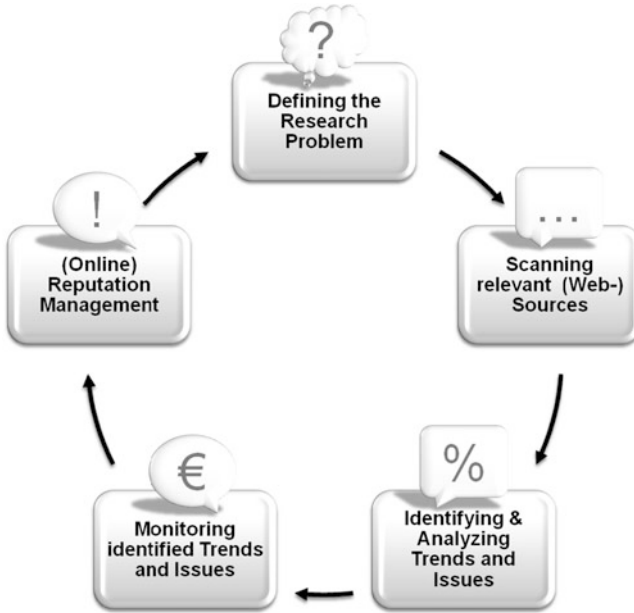 ?
Defining the
Research
Problem
...
Scanning
relevant (Web-)
Sources
%
Identifying &
Analyzing
Trends and
Issues
€
Monitoring
identified Trends
and Issues
!
(Online)
Reputation
Management